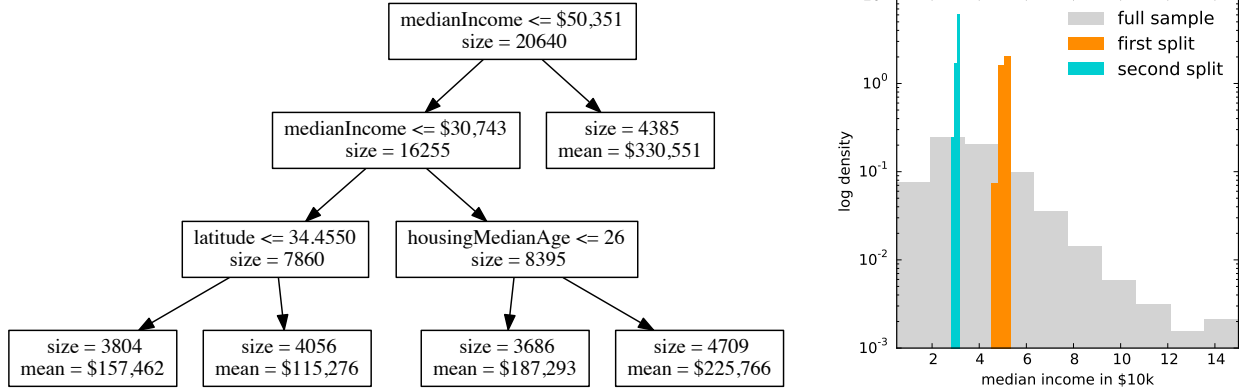 medianIncome <= $50,351
size = 20640
medianIncome <= $30,743
size = 16255
size = 4385
mean = $330,551
latitude <= 34.4550
size = 7860
housingMedianAge <= 26
size = 8395
size = 3804
mean = $157,462
size = 4056
mean = $115,276
size = 3686
mean = $187,293
size = 4709
mean = $225,766
full sample
first split
second split
log density
10^0
10^-1
10^-2
10^-3
2 4 6 8 10 12 14
median income in $10k